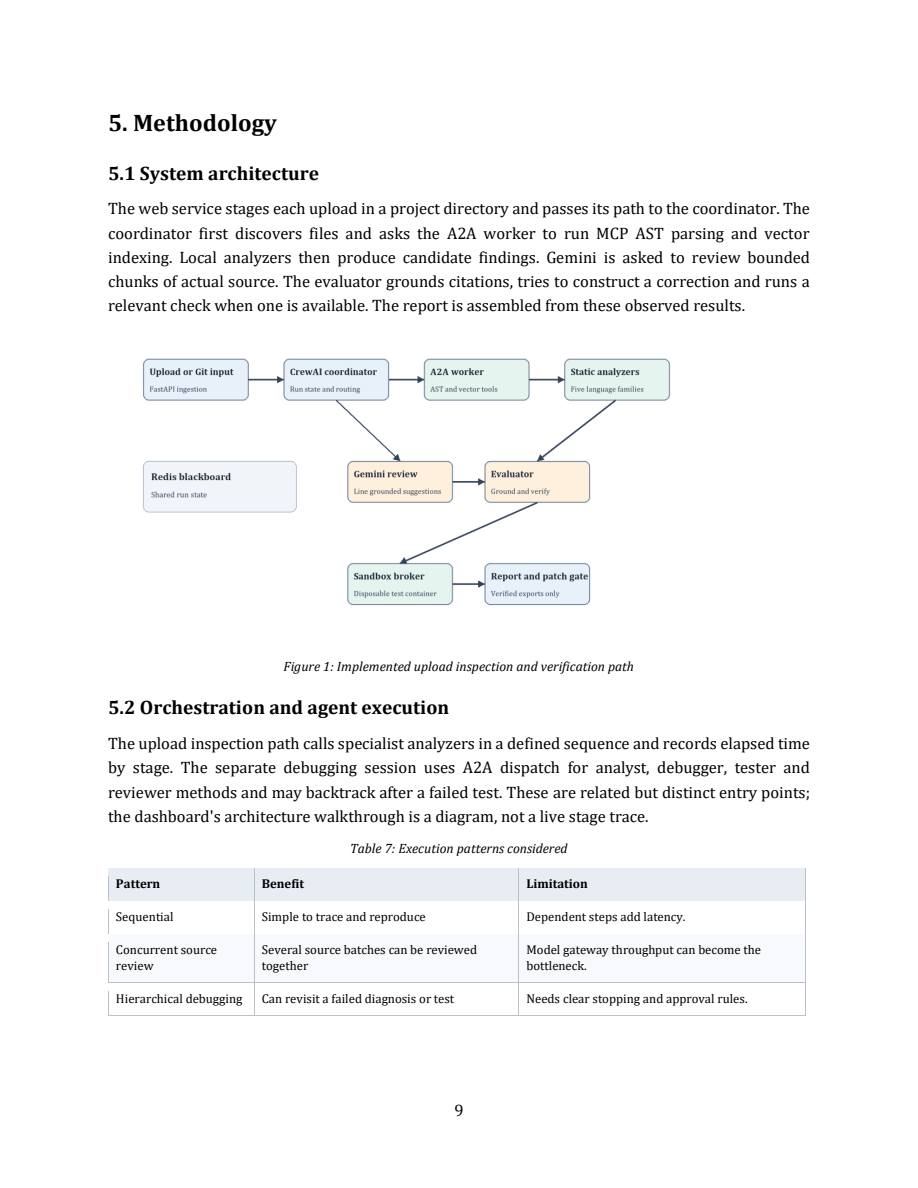 5. Methodology
5.1 System architecture
The web service stages each upload in a project directory and passes its path to the coordinator. The
coordinator first discovers files and asks the A2A worker to run MCP AST parsing and vector
indexing. Local analyzers then produce candidate findings. Gemini is asked to review bounded
chunks of actual source. The evaluator grounds citations, tries to construct a correction and runs a
relevant check when one is available. The report is assembled from these observed results.
Upload or Git input
FastAPI ingestion
CrewAI coordinator
Run state and routing
A2A worker
AST and vector tools
Static analyzers
Five language families
Redis blackboard
Shared run state
Gemini review
Line grounded suggestions
Evaluator
Ground and verify
Sandbox broker
Disposable test container
Report and patch gate
Verified exports only
Figure 1: Implemented upload inspection and verification path
5.2 Orchestration and agent execution
The upload inspection path calls specialist analyzers in a defined sequence and records elapsed time
by stage. The separate debugging session uses A2A dispatch for analyst, debugger, tester and
reviewer methods and may backtrack after a failed test. These are related but distinct entry points;
the dashboard's architecture walkthrough is a diagram, not a live stage trace.
Table 7: Execution patterns considered
Pattern Benefit Limitation
Sequential Simple to trace and reproduce Dependent steps add latency.
Concurrent source Several source batches can be reviewed Model gateway throughput can become the
review together bottleneck.
Hierarchical debugging Can revisit a failed diagnosis or test Needs clear stopping and approval rules.
9